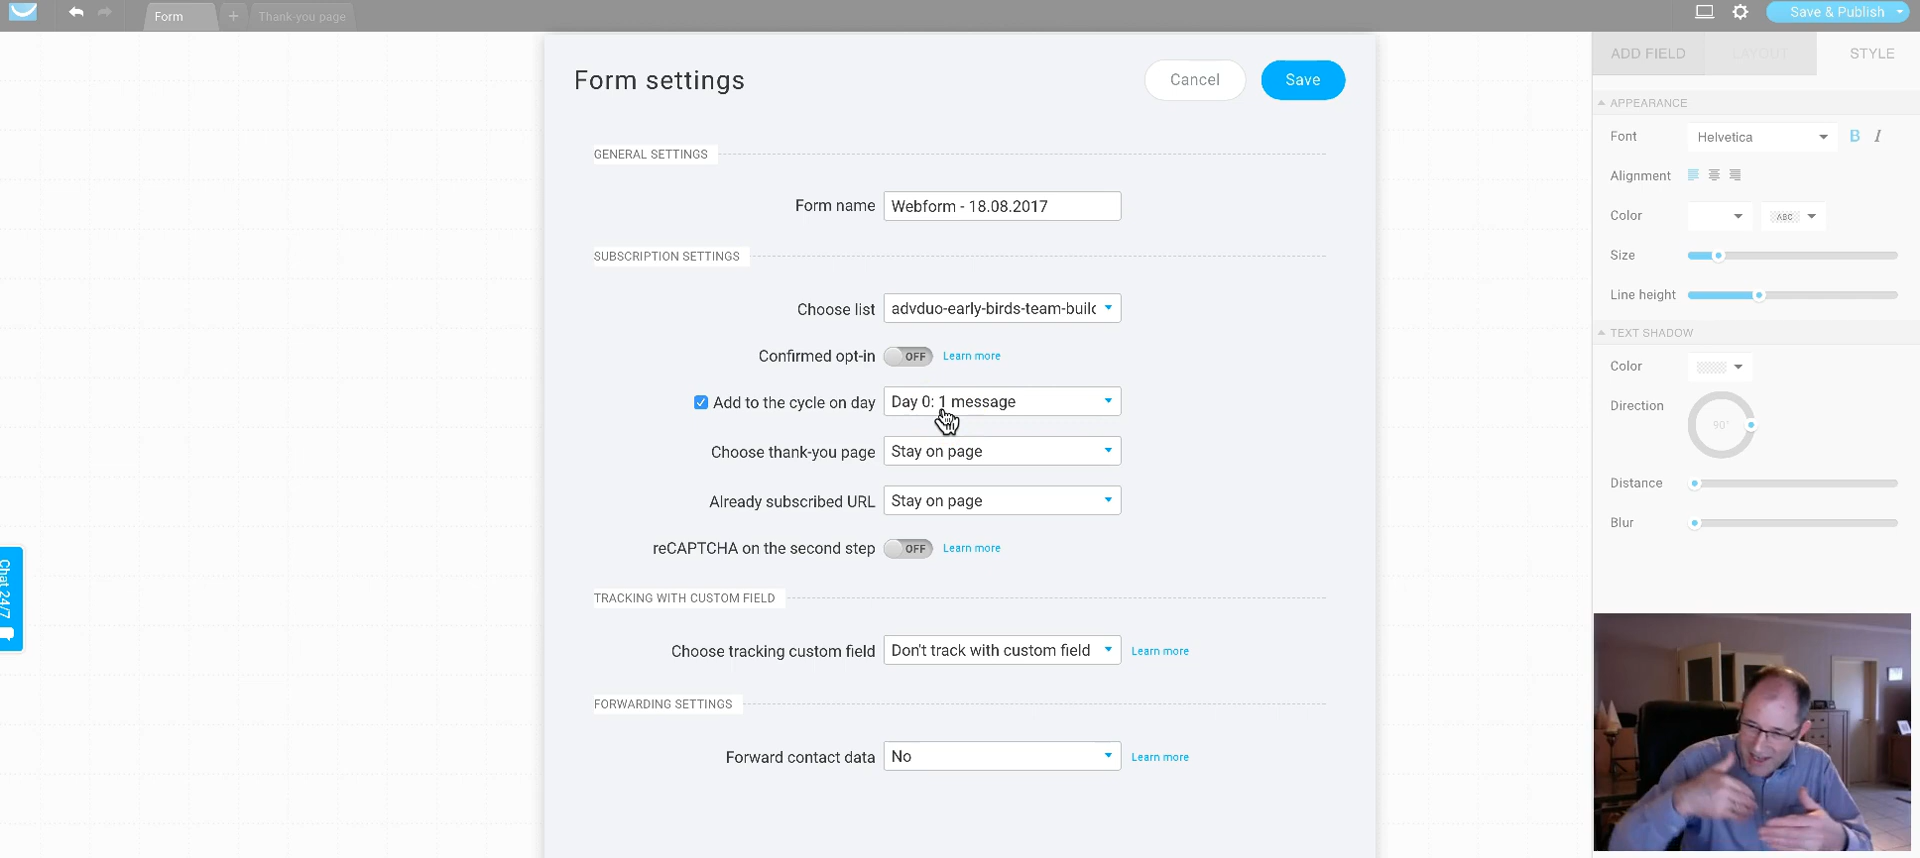 Form
+
Thank-you page
Save & Publish
ADD FIELD
LAYOUT
STYLE
Form settings
Cancel
Save
APPEARANCE
Font
Helvetica
B
I
GENERAL SETTINGS
Alignment
Form name
Webform - 18.08.2017
Color
ABC
SUBSCRIPTION SETTINGS
Size
Line height
Choose list
advduo-early-birds-team-builc
TEXT SHADOW
Confirmed opt-in
OFF
Learn more
Color
Add to the cycle on day
Day 0: 1 message
Direction
90°
Choose thank-you page
Stay on page
Distance
Already subscribed URL
Stay on page
Blur
reCAPTCHA on the second step
OFF
Learn more
Chat 24/7
TRACKING WITH CUSTOM FIELD
Choose tracking custom field
Don't track with custom field
Learn more
FORWARDING SETTINGS
Forward contact data
No
Learn more